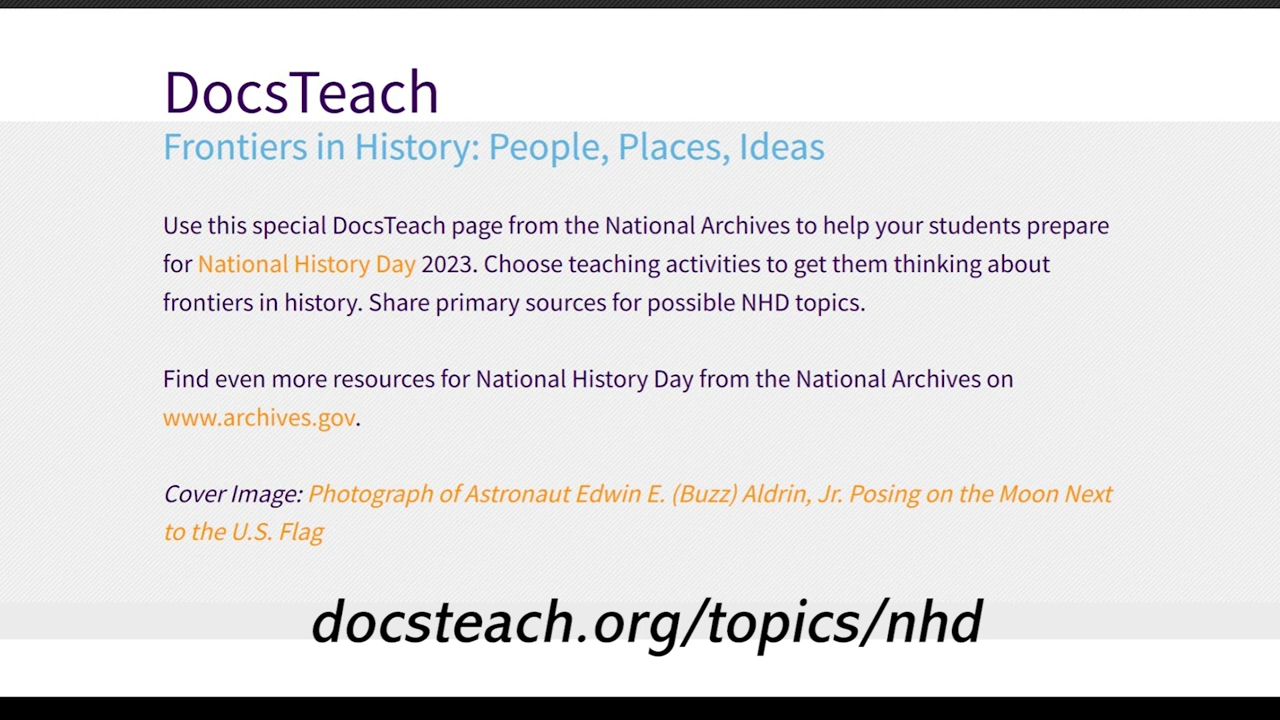 DocsTeach
Frontiers in History: People, Places, Ideas
Use this special DocsTeach page from the National Archives to help your students prepare
for National History Day 2023. Choose teaching activities to get them thinking about
frontiers in history. Share primary sources for possible NHD topics.
Find even more resources for National History Day from the National Archives on
www.archives.gov.
Cover Image: Photograph of Astronaut Edwin E. (Buzz) Aldrin, Jr. Posing on the Moon Next
to the U.S. Flag
docsteach.org/topics/nhd